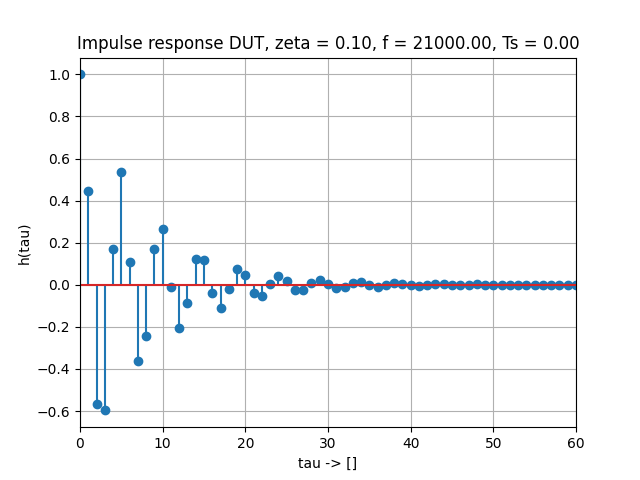 Impulse response DUT, zeta = 0.10, f = 21000.00, Ts = 0.00
1.0
0.8
0.6
0.4
0.2
0.0
−0.2
−0.4
−0.6
h(tau)
0 10 20 30 40 50 60
tau -> []